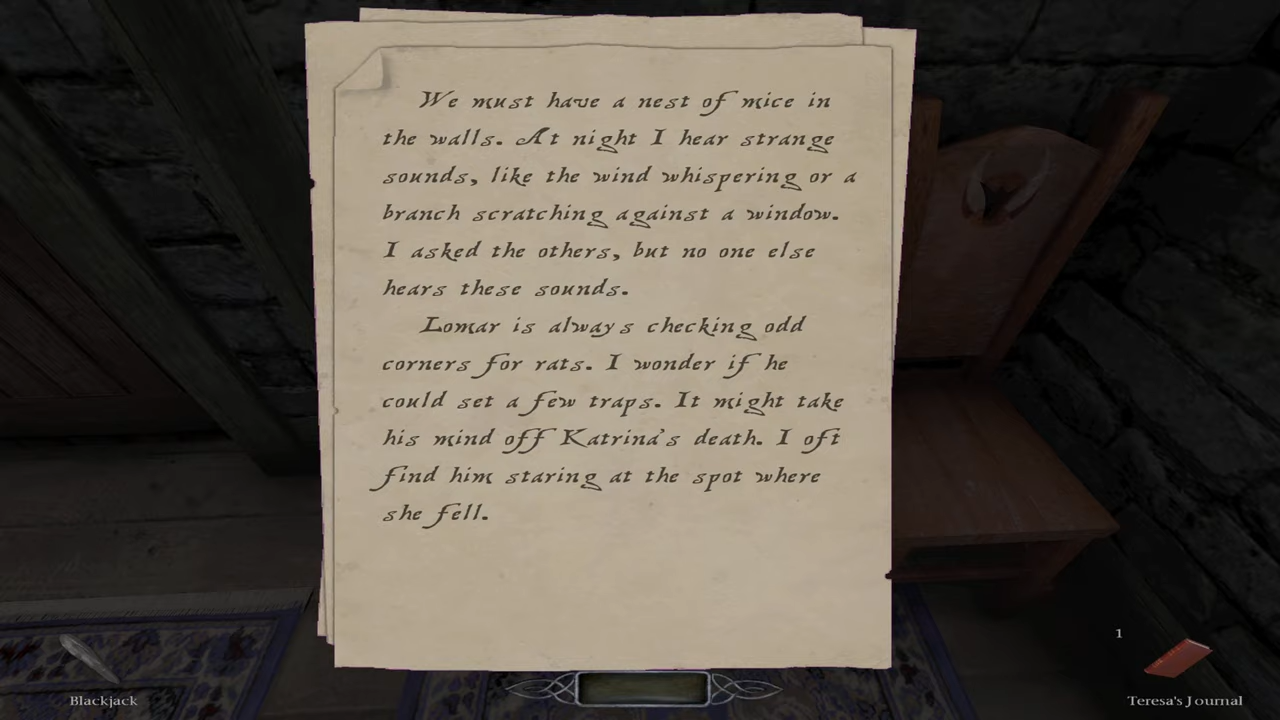 We must have a nest of mice in
the walls. At night I hear strange
sounds, like the wind whispering or a
branch scratching against a window.
I asked the others, but no one else
hears these sounds.
Lomar is always checking odd
corners for rats. I wonder if he
could set a few traps. It might take
his mind off Katrina's death. I oft
find him staring at the spot where
she fell.
1
Blackjack
Teresa's Journal